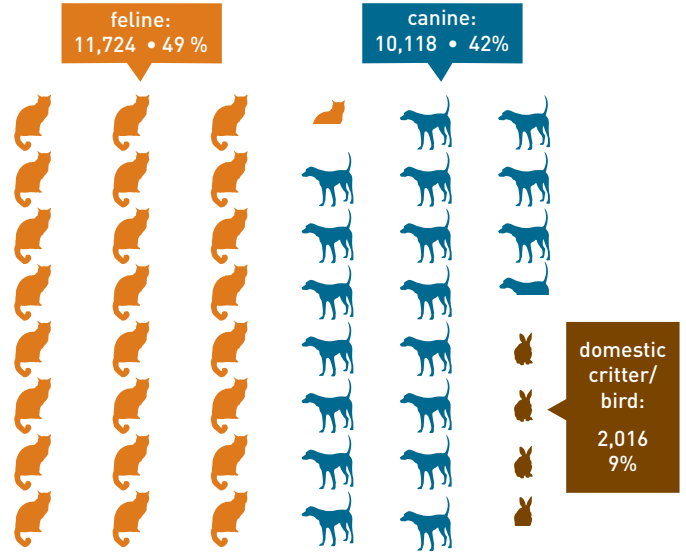 feline:
11,724 • 49 %
canine:
10,118 • 42%
domestic
critter/
bird:
2,016
9%